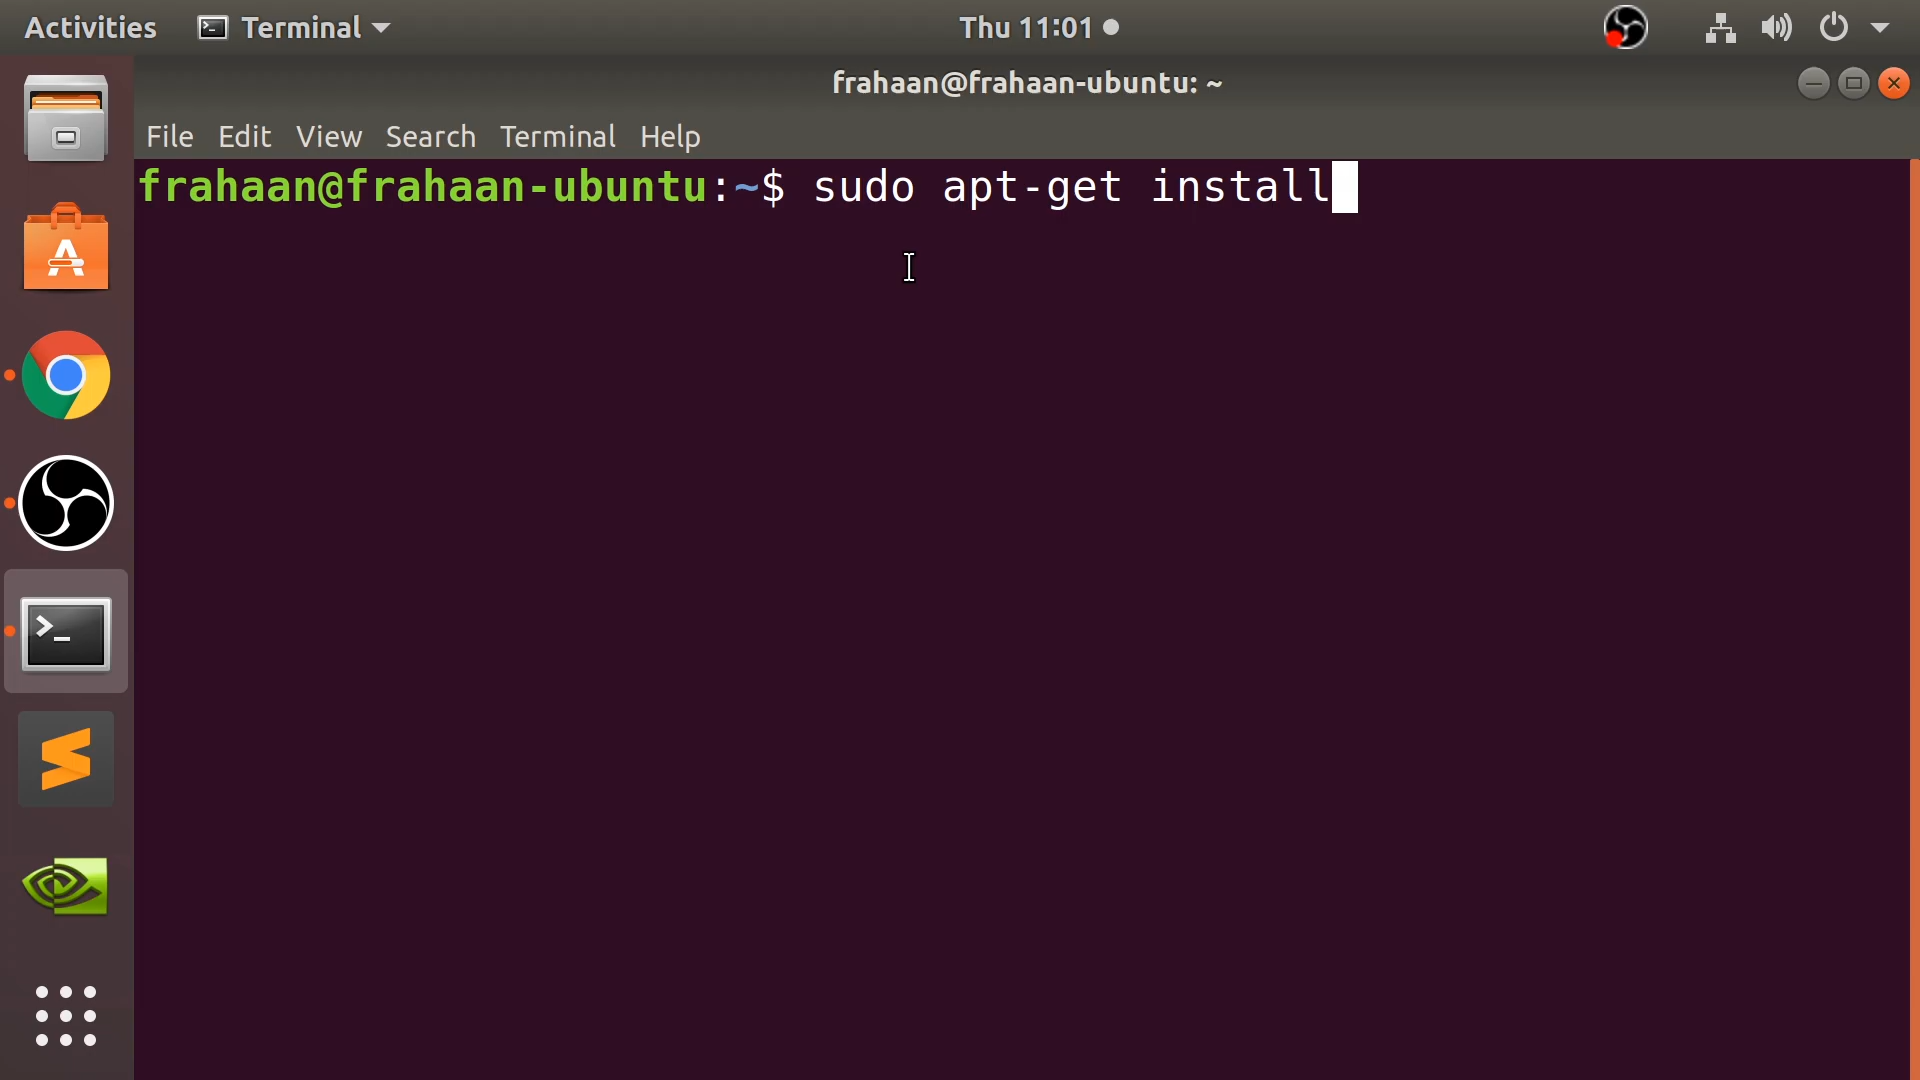 Activities Terminal Thu 11:01
frahaan@frahaan-ubuntu: ~
File Edit View Search Terminal Help
frahaan@frahaan-ubuntu:~$ sudo apt-get install